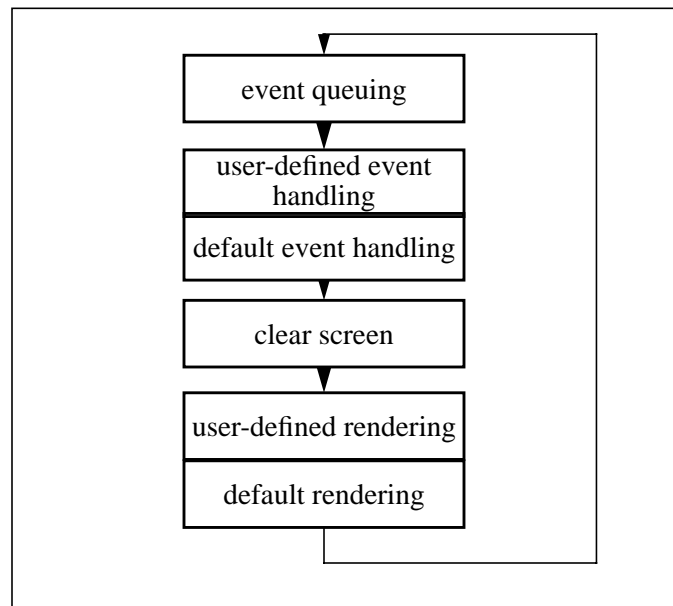 event queuing
user-defined event
handling
default event handling
clear screen
user-defined rendering
default rendering